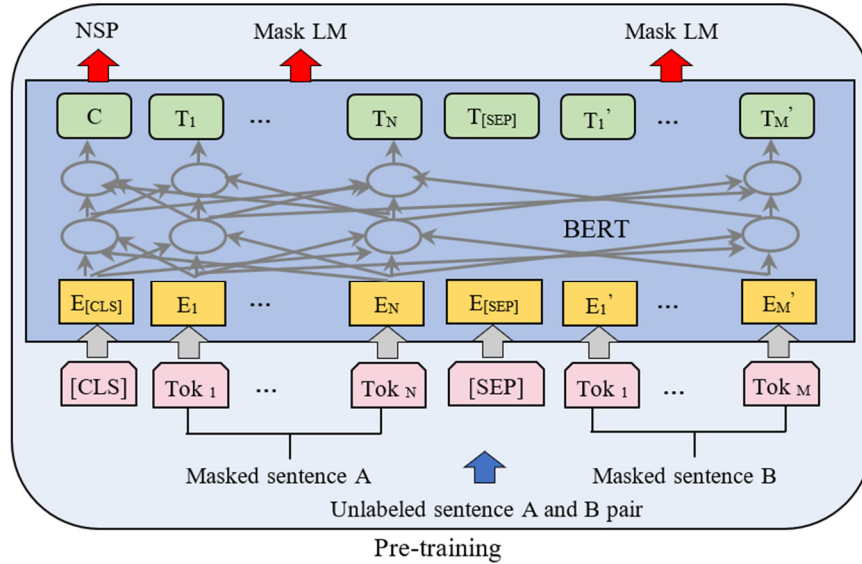 NSP Mask LM Mask LM
C T1 ... TN T[SEP] T1’ ... TM’
BERT
E[CLS] E1 ... EN E[SEP] E1’ ... EM’
[CLS] Tok 1 ... Tok N [SEP] Tok 1 ... Tok M
Masked sentence A Masked sentence B
Unlabeled sentence A and B pair
Pre-training